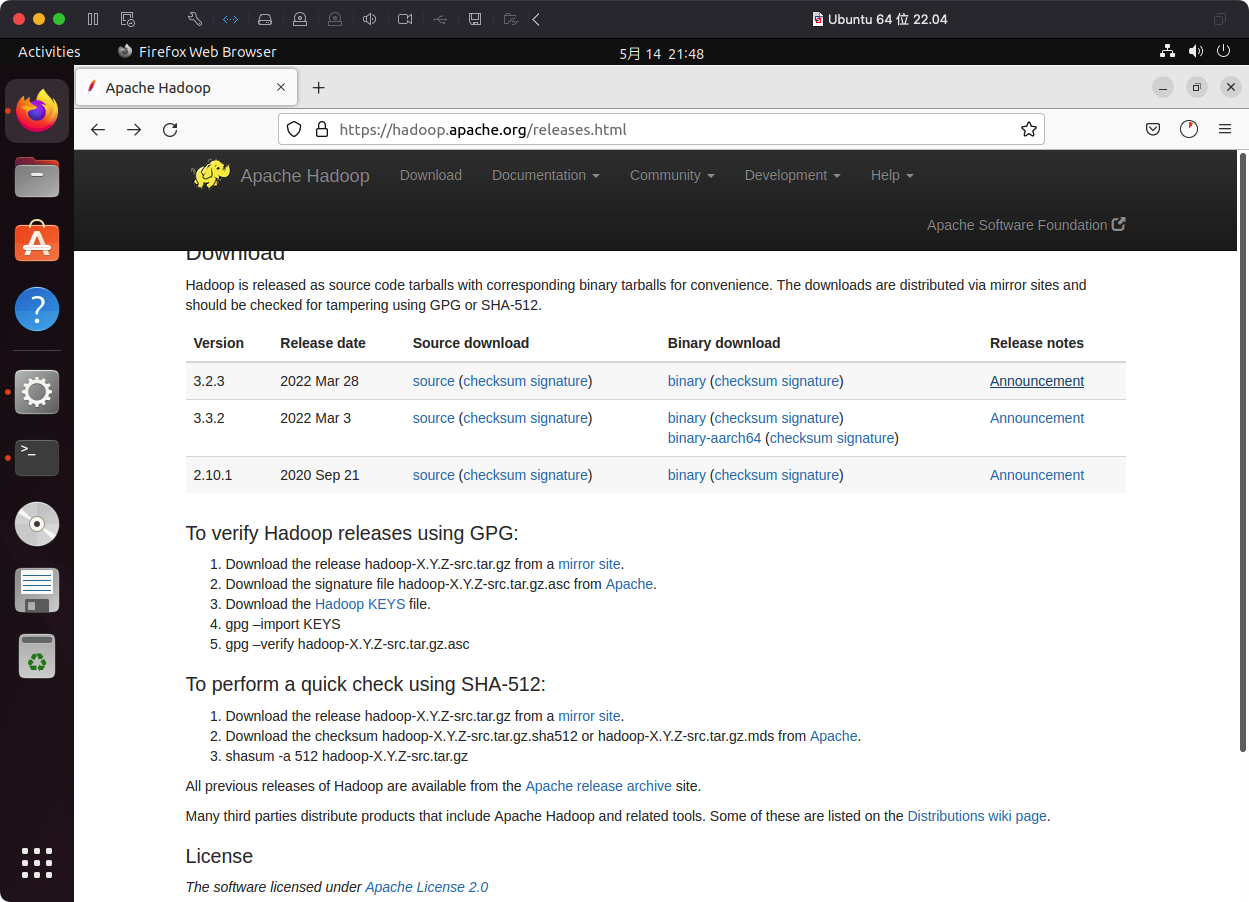 Ubuntu 64 位 22.04
Activities Firefox Web Browser 5月 14 21:48
Apache Hadoop
https://hadoop.apache.org/releases.html
Apache Hadoop Download Documentation Community Development Help
Apache Software Foundation
Download
Hadoop is released as source code tarballs with corresponding binary tarballs for convenience. The downloads are distributed via mirror sites and
should be checked for tampering using GPG or SHA-512.
Version Release date Source download Binary download Release notes
3.2.3 2022 Mar 28 source (checksum signature) binary (checksum signature) Announcement
3.3.2 2022 Mar 3 source (checksum signature) binary (checksum signature) Announcement
binary-aarch64 (checksum signature)
2.10.1 2020 Sep 21 source (checksum signature) binary (checksum signature) Announcement
To verify Hadoop releases using GPG:
1. Download the release hadoop-X.Y.Z-src.tar.gz from a mirror site.
2. Download the signature file hadoop-X.Y.Z-src.tar.gz.asc from Apache.
3. Download the Hadoop KEYS file.
4. gpg –import KEYS
5. gpg –verify hadoop-X.Y.Z-src.tar.gz.asc
To perform a quick check using SHA-512:
1. Download the release hadoop-X.Y.Z-src.tar.gz from a mirror site.
2. Download the checksum hadoop-X.Y.Z-src.tar.gz.sha512 or hadoop-X.Y.Z-src.tar.gz.mds from Apache.
3. shasum -a 512 hadoop-X.Y.Z-src.tar.gz
All previous releases of Hadoop are available from the Apache release archive site.
Many third parties distribute products that include Apache Hadoop and related tools. Some of these are listed on the Distributions wiki page.
License
The software licensed under Apache License 2.0